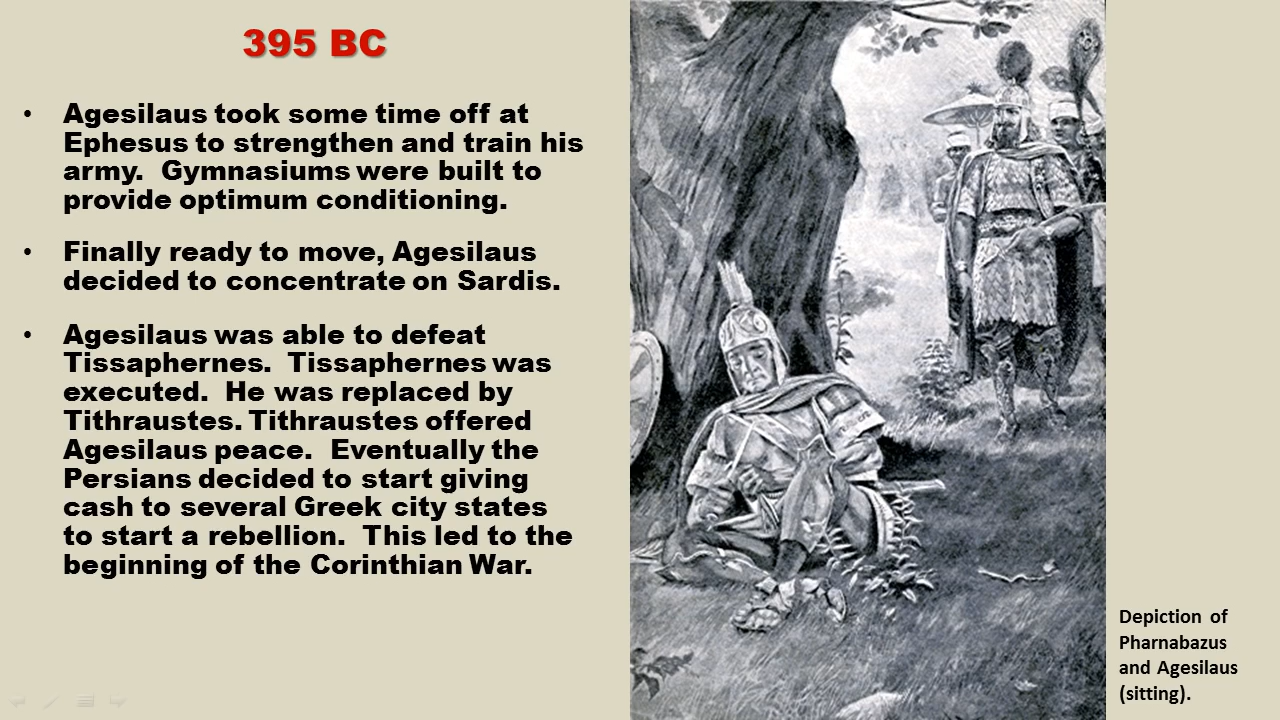 395 BC
• Agesilaus took some time off at
Ephesus to strengthen and train his
army.  Gymnasiums were built to
provide optimum conditioning.
• Finally ready to move, Agesilaus
decided to concentrate on Sardis.
• Agesilaus was able to defeat
Tissaphernes.  Tissaphernes was
executed.  He was replaced by
Tithraustes. Tithraustes offered
Agesilaus peace.  Eventually the
Persians decided to start giving
cash to several Greek city states
to start a rebellion.  This led to the
beginning of the Corinthian War.
Depiction of
Pharnabazus
and Agesilaus
(sitting).